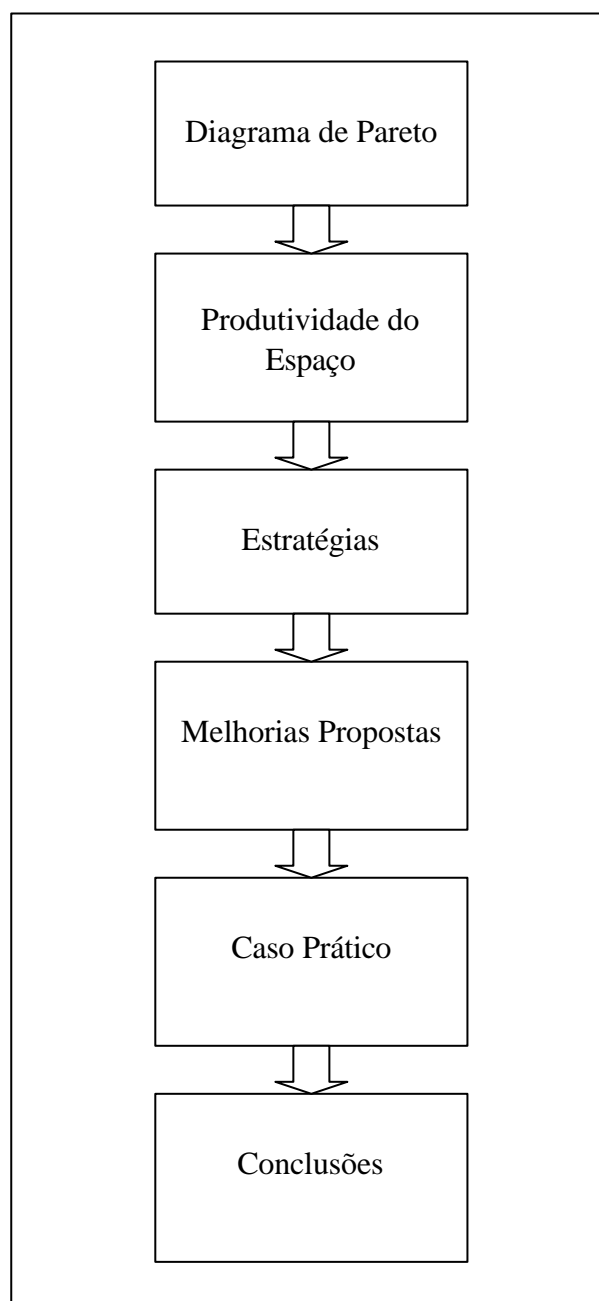 Diagrama de Pareto
Produtividade do
Espaço
Estratégias
Melhorias Propostas
Caso Prático
Conclusões